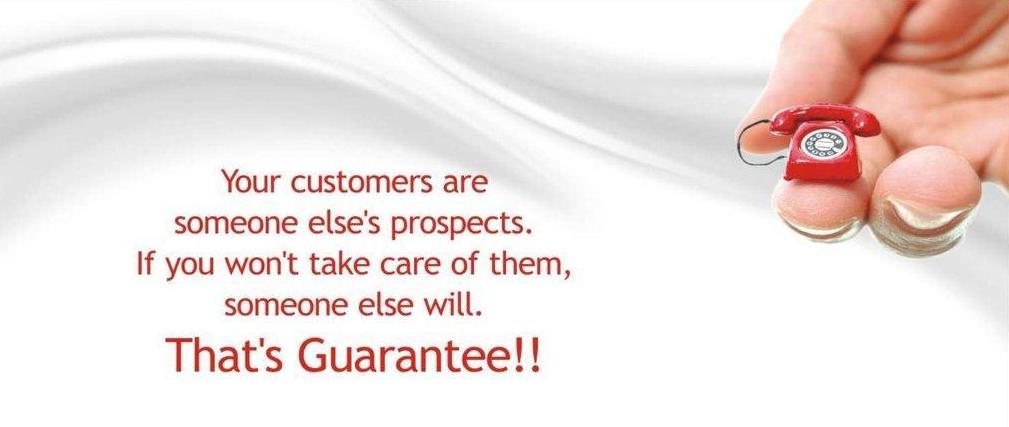 Your customers are
someone else's prospects.
If you won't take care of them,
someone else will.
That's Guarantee!!